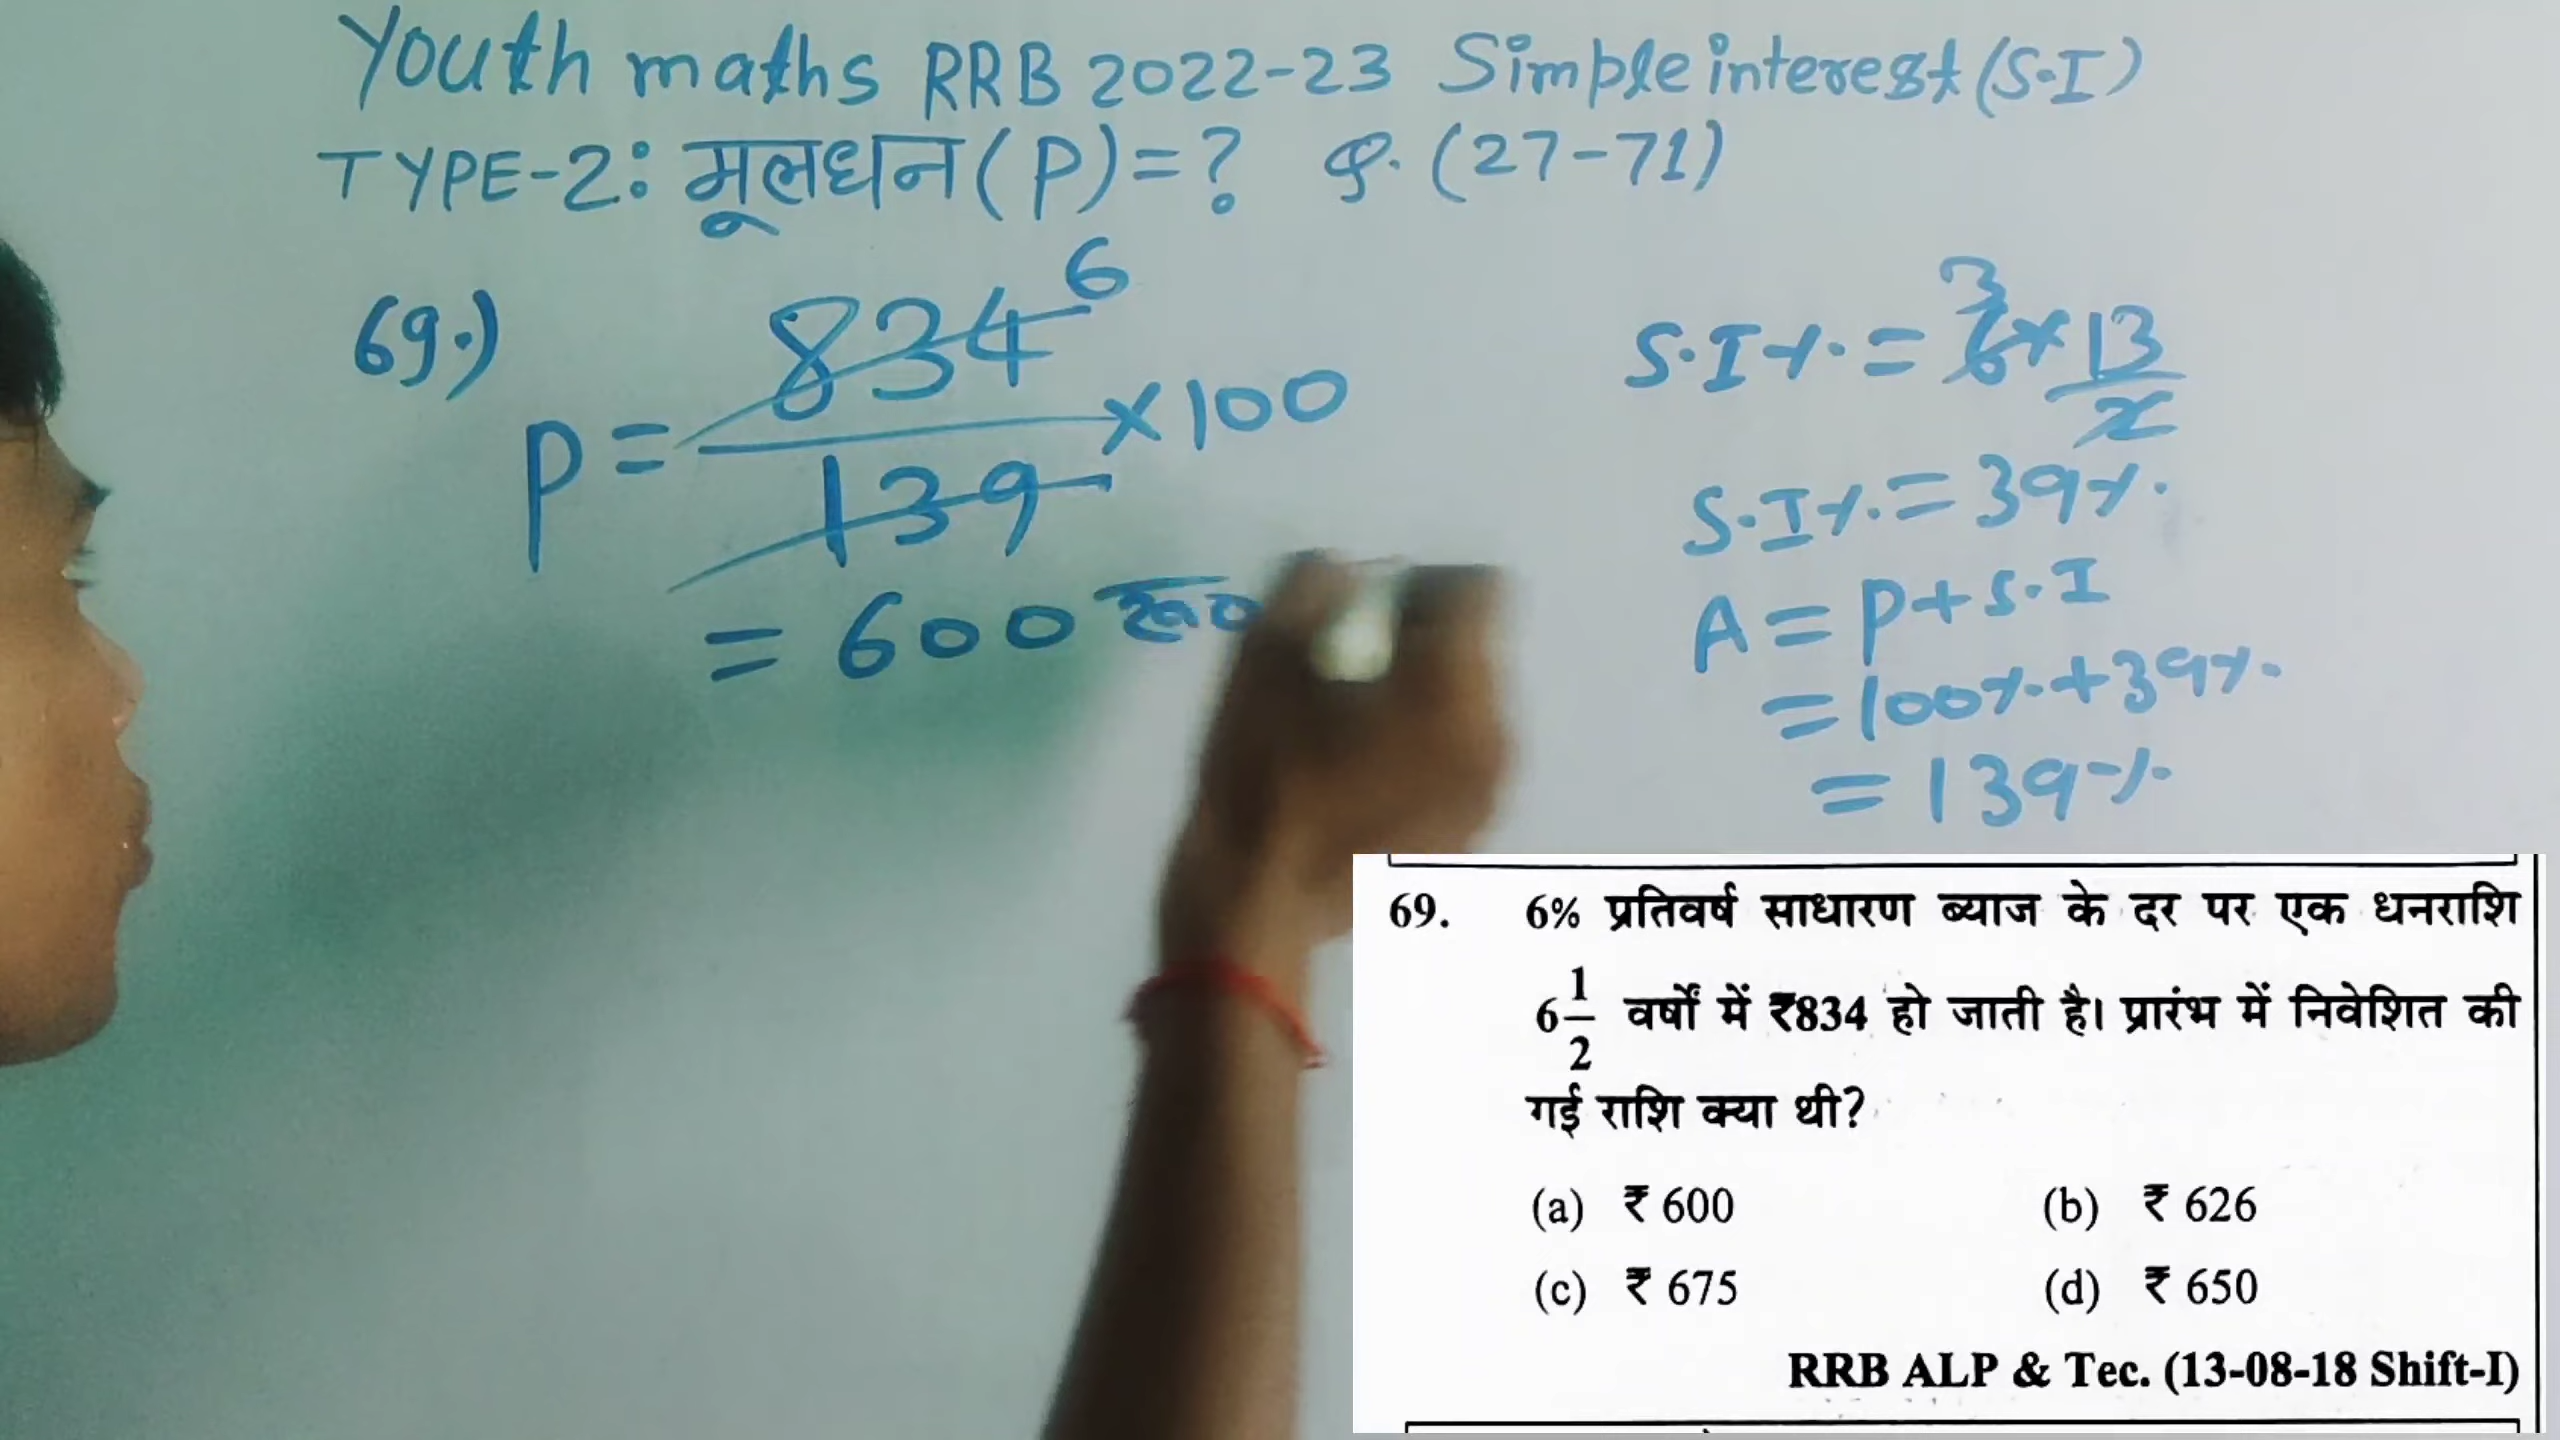 Youth maths RRB 2022-23 Simple interest (S.I)
TYPE-2: मूलधन (P) = ? Q. (27-71)
69.)
P = 834 6 / 139 × 100
= 600 रू0
S.I % = 6 3 × 13 / 2
S.I % = 39 %.
A = P + S.I
= 100 % + 39 %.
= 139 %
69. 6% प्रतिवर्ष साधारण ब्याज के दर पर एक धनराशि
6 1/2 वर्षों में ₹834 हो जाती है। प्रारंभ में निवेशित की
गई राशि क्या थी?
(a) ₹ 600 (b) ₹ 626
(c) ₹ 675 (d) ₹ 650
RRB ALP & Tec. (13-08-18 Shift-I)